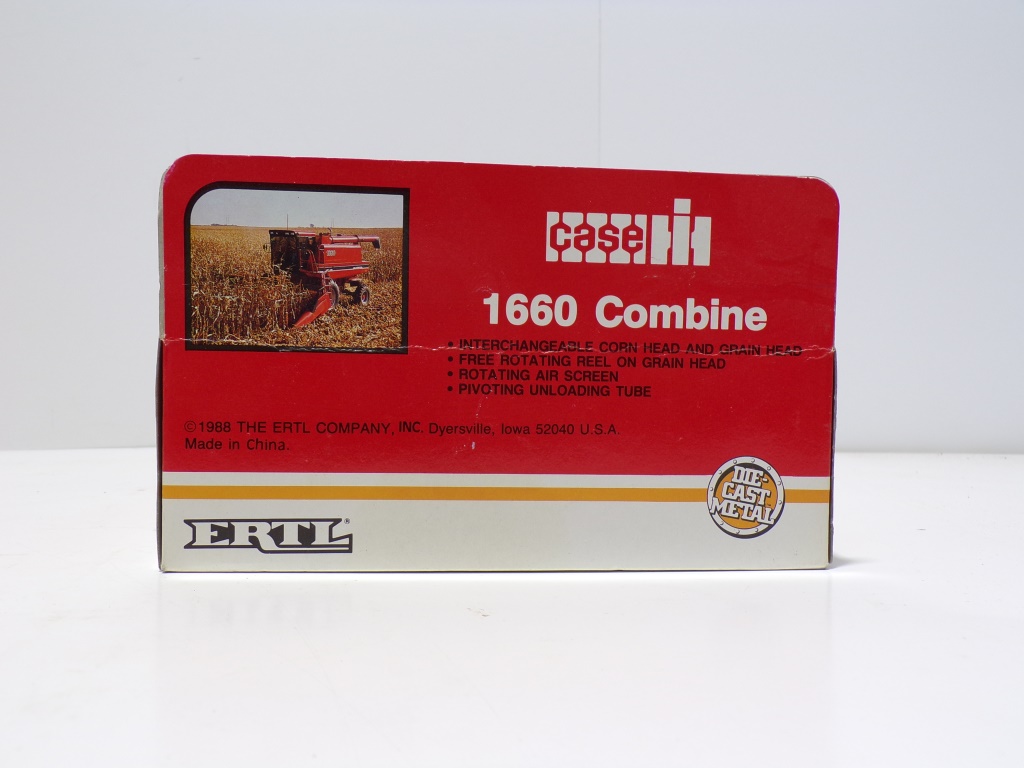 case IH
1660 Combine
• INTERCHANGEABLE CORN HEAD AND GRAIN HEAD
• FREE ROTATING REEL ON GRAIN HEAD
• ROTATING AIR SCREEN
• PIVOTING UNLOADING TUBE
©1988 THE ERTL COMPANY, INC. Dyersville, Iowa 52040 U.S.A.
Made in China.
DIE-
CAST
METAL
ERTL®